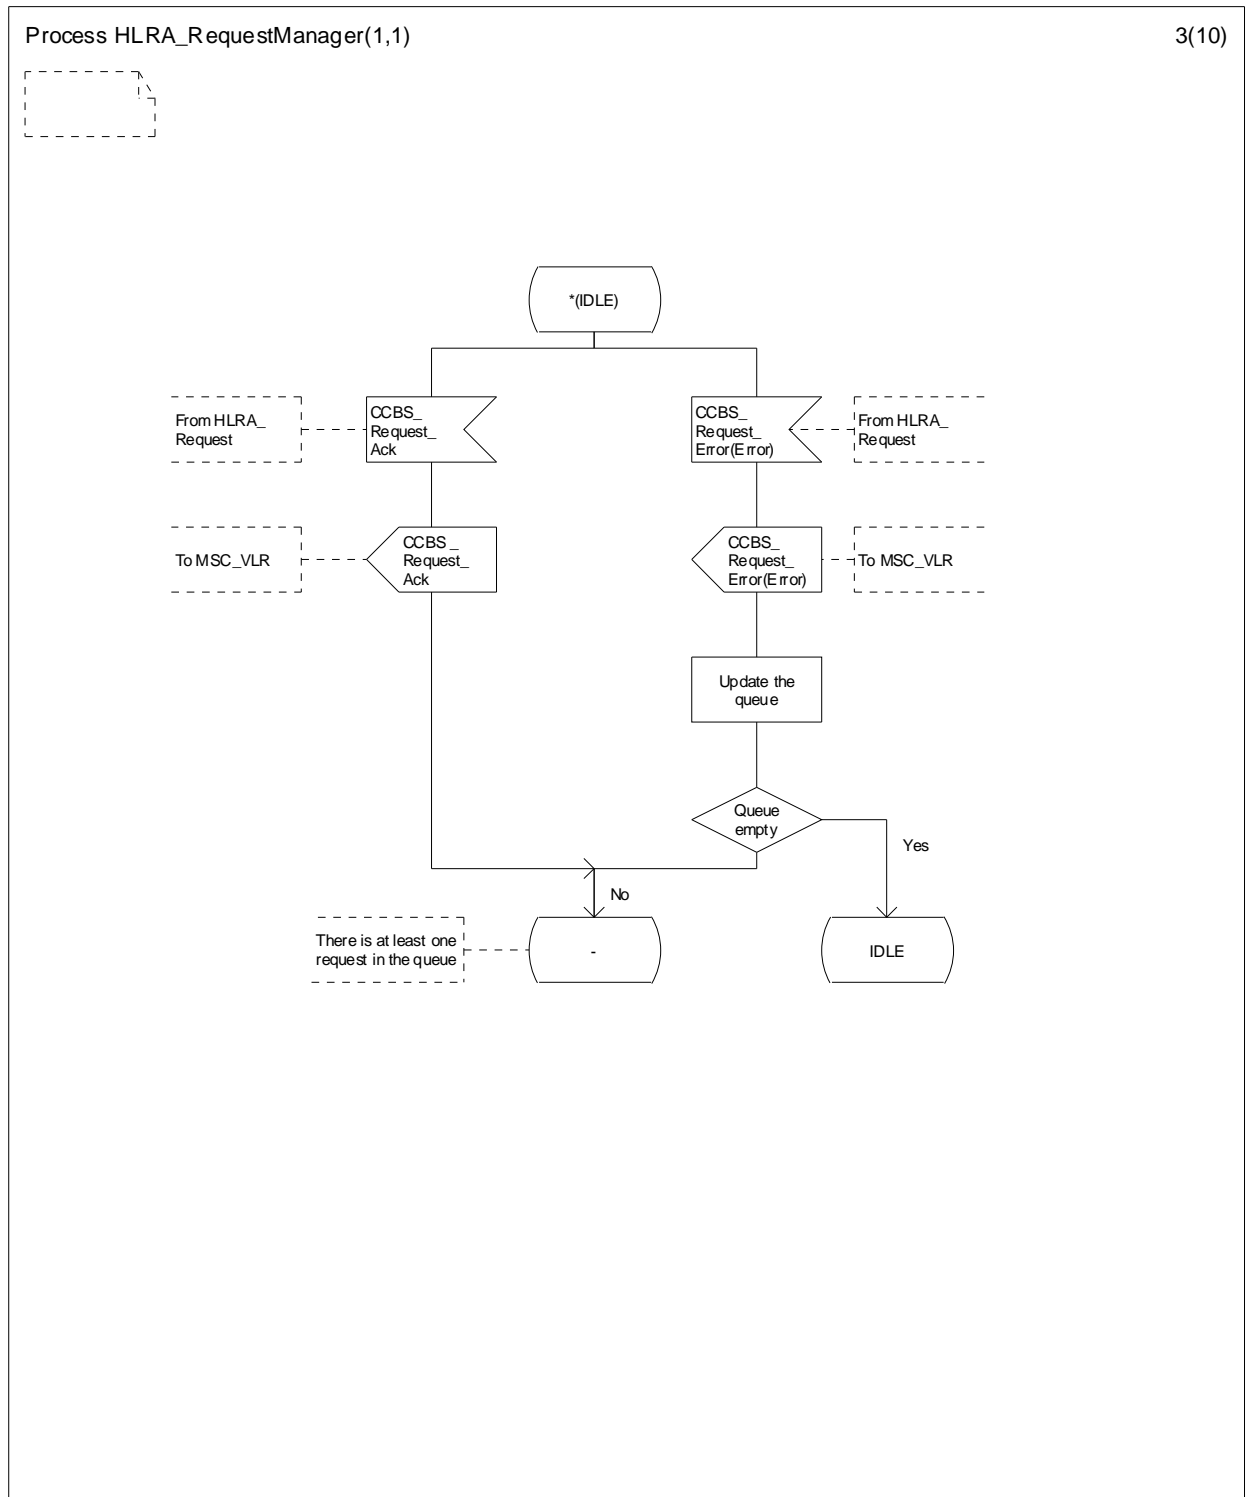 Process HLRA_RequestManager(1,1)
3(10)
*(IDLE)
From HLRA_
Request
CCBS_
Request_
Ack
CCBS_
Request_
Error(Error)
From HLRA_
Request
To MSC_VLR
CCBS_
Request_
Ack
CCBS_
Request_
Error(Error)
To MSC_VLR
Update the
queue
Queue
empty
Yes
No
There is at least one
request in the queue
-
IDLE